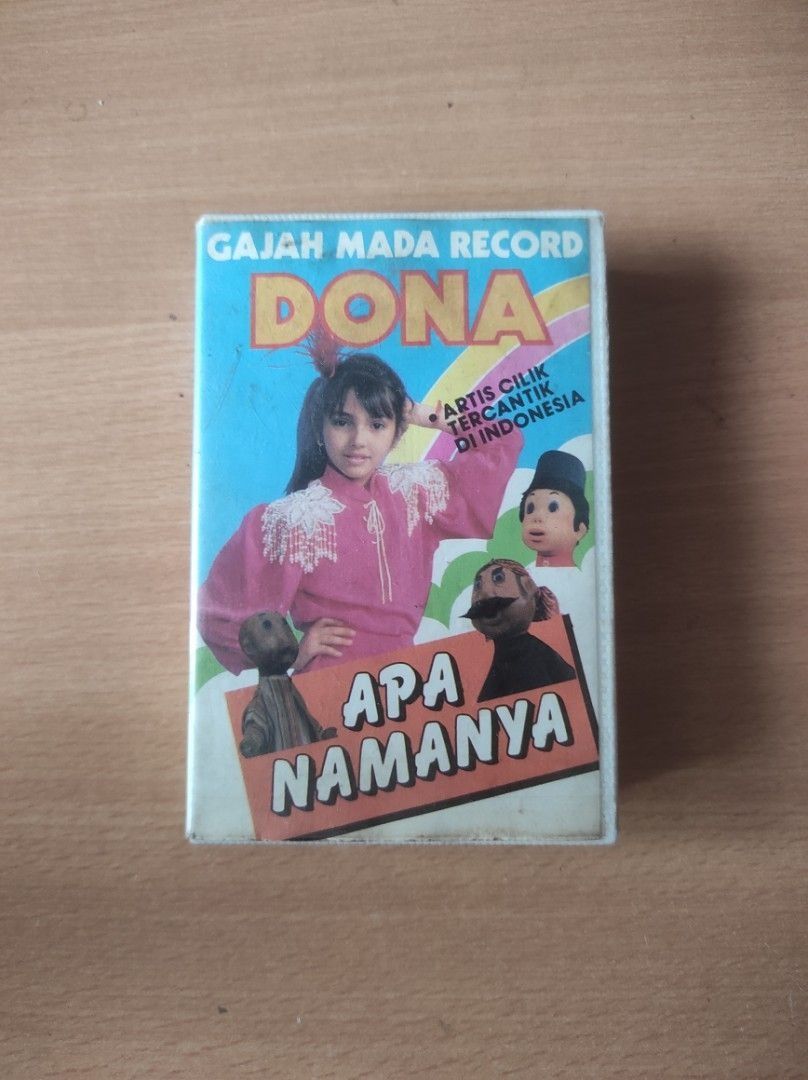 GAJAH MADA RECORD
DONA
• ARTIS CILIK
TERCANTIK
DI INDONESIA
APA
NAMANYA